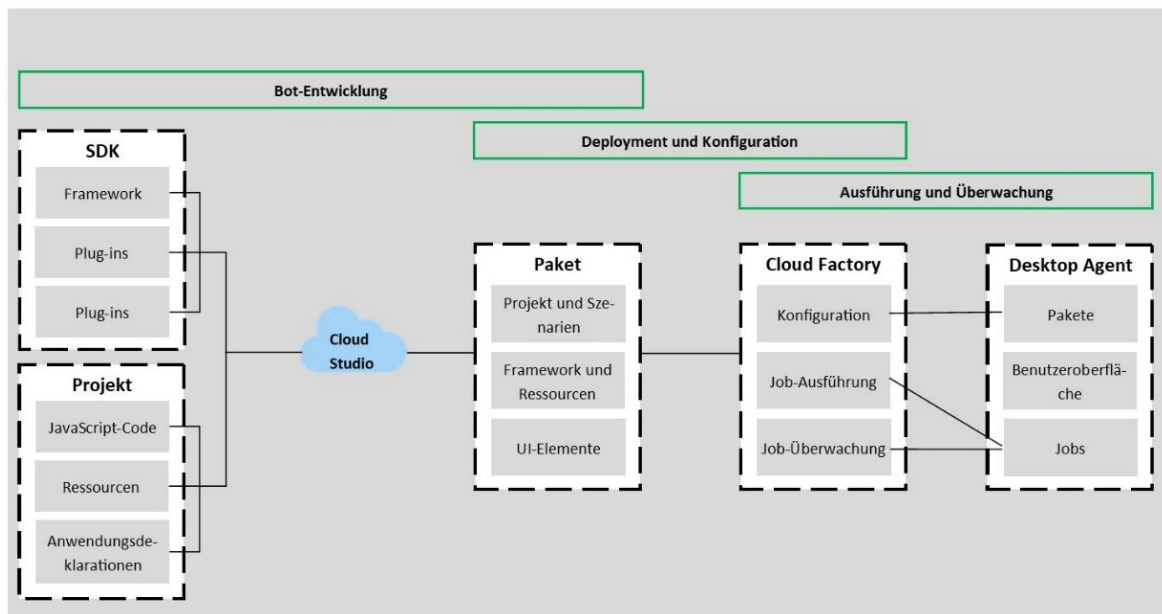 Bot-Entwicklung
Deployment und Konfiguration
Ausführung und Überwachung
SDK
Framework
Plug-ins
Plug-ins
Projekt
JavaScript-Code
Ressourcen
Anwendungsde-
klarationen
Cloud
Studio
Paket
Projekt und Sze-
narien
Framework und
Ressourcen
UI-Elemente
Cloud Factory
Konfiguration
Job-Ausführung
Job-Überwachung
Desktop Agent
Pakete
Benutzeroberflä-
che
Jobs